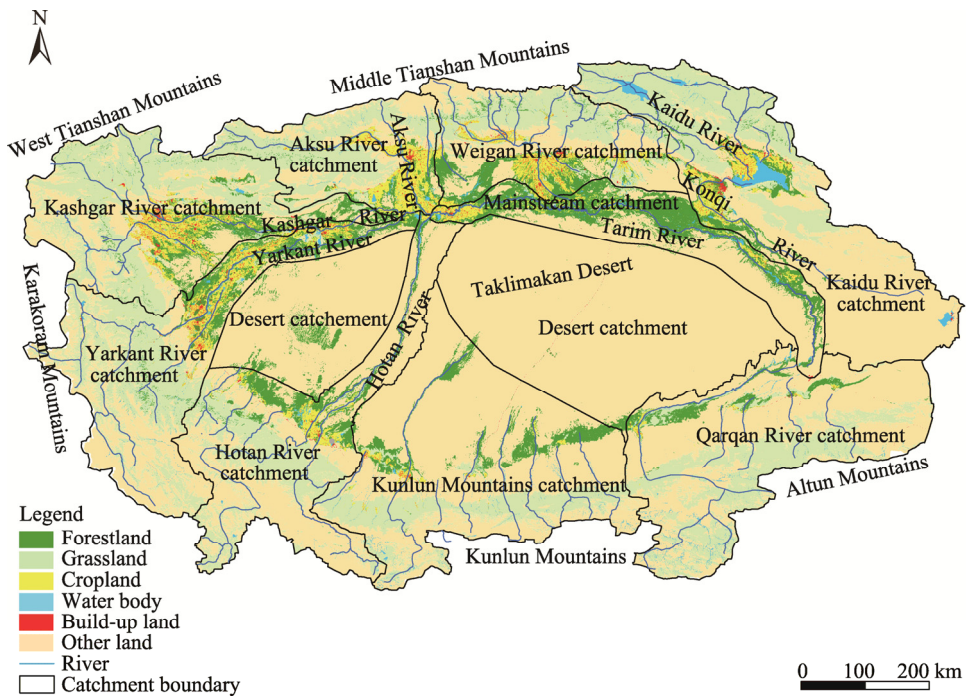 N
Middle Tianshan Mountains
West Tianshan Mountains
Kaidu River
Aksu River
catchment
Aksu River
Weigan River catchment
Konqi
River
Kashgar River catchment
Kashgar
River
Mainstream catchment
Yarkant River
Tarim River
Karakoram Mountains
Taklimakan Desert
Kaidu River
catchment
Desert catchement
Desert catchment
Hotan River
Yarkant River
catchment
Hotan River
catchment
Qarqan River catchment
Kunlun Mountains catchment
Altun Mountains
Kunlun Mountains
Legend
Forestland
Grassland
Cropland
Water body
Build-up land
Other land
River
Catchment boundary
0 100 200 km